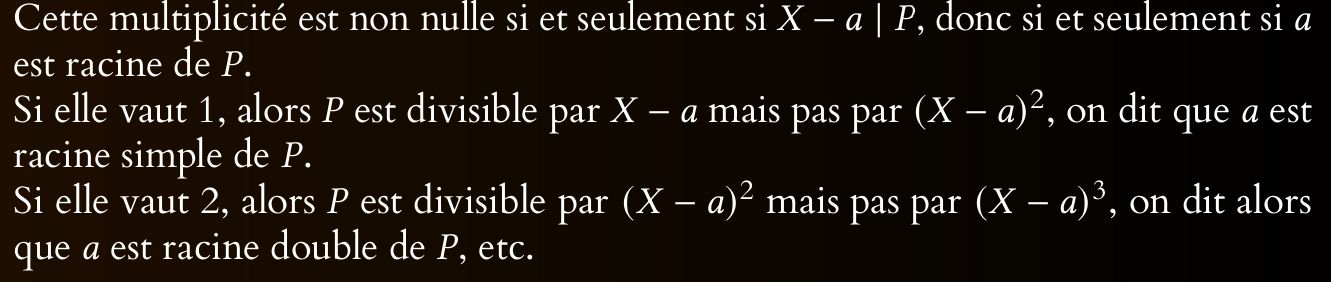 Cette multiplicité est non nulle si et seulement si X − a | P, donc si et seulement si a
est racine de P.
Si elle vaut 1, alors P est divisible par X − a mais pas par (X − a)², on dit que a est
racine simple de P.
Si elle vaut 2, alors P est divisible par (X − a)² mais pas par (X − a)³, on dit alors
que a est racine double de P, etc.